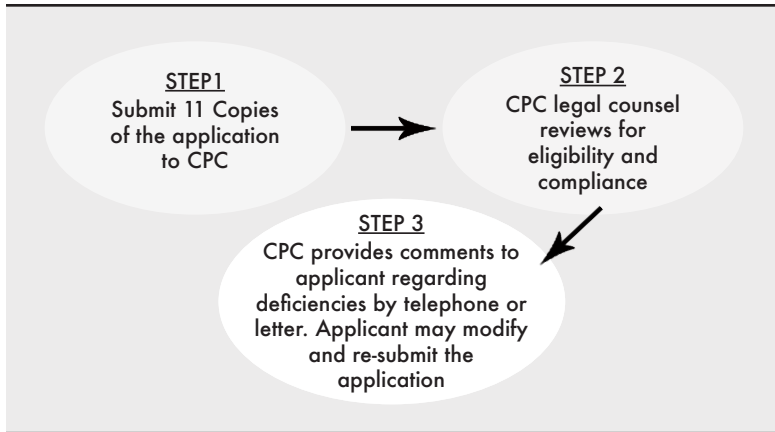 STEP1
Submit 11 Copies
of the application
to CPC
STEP 2
CPC legal counsel
reviews for
eligibility and
compliance
STEP 3
CPC provides comments to
applicant regarding
deficiencies by telephone or
letter. Applicant may modify
and re-submit the
application